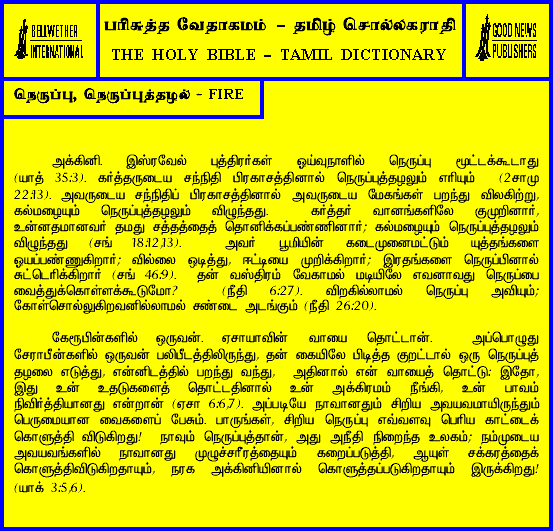 BELLWETHER
INTERNATIONAL
பரிசுத்த வேதாகமம் - தமிழ் சொல்லகராதி
THE HOLY BIBLE - TAMIL DICTIONARY
GOOD NEWS
PUBLISHERS
நெருப்பு, நெருப்புத்தழல் - FIRE
அக்கினி. இஸ்ரவேல் புத்திரர்கள் ஓய்வுநாளில் நெருப்பு மூட்டக்கூடாது
(யாத் 35:3). கர்த்தருடைய சந்நிதி பிரகாசத்தினால் நெருப்புத்தழலும் எரியும் (2சாமு
22:13). அவருடைய சந்நிதிப் பிரகாசத்தினால் அவருடைய மேகங்கள் பறந்து விலகிற்று,
கல்மழையும் நெருப்புத்தழலும் விழுந்தது. கர்த்தர் வானங்களிலே குமுறினார்,
உன்னதமானவர் தமது சத்தத்தைத் தொனிக்கப்பண்ணினார்; கல்மழையும் நெருப்புத்தழலும்
விழுந்தது (சங் 18:12,13). அவர் பூமியின் கடைமுனைமட்டும் யுத்தங்களை
ஓயப்பண்ணுகிறார்; வில்லை ஒடித்து, ஈட்டியை முறிக்கிறார்; இரதங்களை நெருப்பினால்
சுட்டெரிக்கிறார் (சங் 46:9). தன் வஸ்திரம் வேகாமல் மடியிலே எவனாவது நெருப்பை
வைத்துக்கொள்ளக்கூடுமோ? (நீதி 6:27). விறகில்லாமல் நெருப்பு அவியும்;
கோள்சொல்லுகிறவனில்லாமல் சண்டை அடங்கும் (நீதி 26:20).
கேரூபின்களில் ஒருவன். ஏசாயாவின் வாயை தொட்டான். அப்பொழுது
சேராபீன்களில் ஒருவன் பலிபீடத்திலிருந்து, தன் கையிலே பிடித்த குறட்டால் ஒரு நெருப்புத்
தழலை எடுத்து, என்னிடத்தில் பறந்து வந்து, அதினால் என் வாயைத் தொட்டு: இதோ,
இது உன் உதடுகளைத் தொட்டதினால் உன் அக்கிரமம் நீங்கி, உன் பாவம்
நிவிர்த்தியானது என்றான் (ஏசா 6:6,7). அப்படியே நாவானதும் சிறிய அவயவமாயிருந்தும்
பெருமையான வைகளைப் பேசும். பாருங்கள், சிறிய நெருப்பு எவ்வளவு பெரிய காட்டைக்
கொளுத்தி விடுகிறது! நாவும் நெருப்புத்தான், அது அநீதி நிறைந்த உலகம்; நம்முடைய
அவயவங்களில் நாவானது முழுச்சரீரத்தையும் கறைப்படுத்தி, ஆயுள் சக்கரத்தைக்
கொளுத்திவிடுகிறதாயும், நரக அக்கினியினால் கொளுத்தப்படுகிறதாயும் இருக்கிறது!
(யாக் 3:5,6).